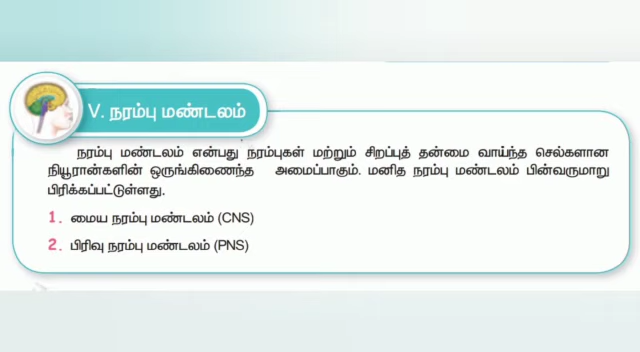 V. நரம்பு மண்டலம்
நரம்பு மண்டலம் என்பது நரம்புகள் மற்றும் சிறப்புத் தன்மை வாய்ந்த செல்களான
நியூரான்களின் ஒருங்கிணைந்த அமைப்பாகும். மனித நரம்பு மண்டலம் பின்வருமாறு
பிரிக்கப்பட்டுள்ளது.
1. மைய நரம்பு மண்டலம் (CNS)
2. பிரிவு நரம்பு மண்டலம் (PNS)